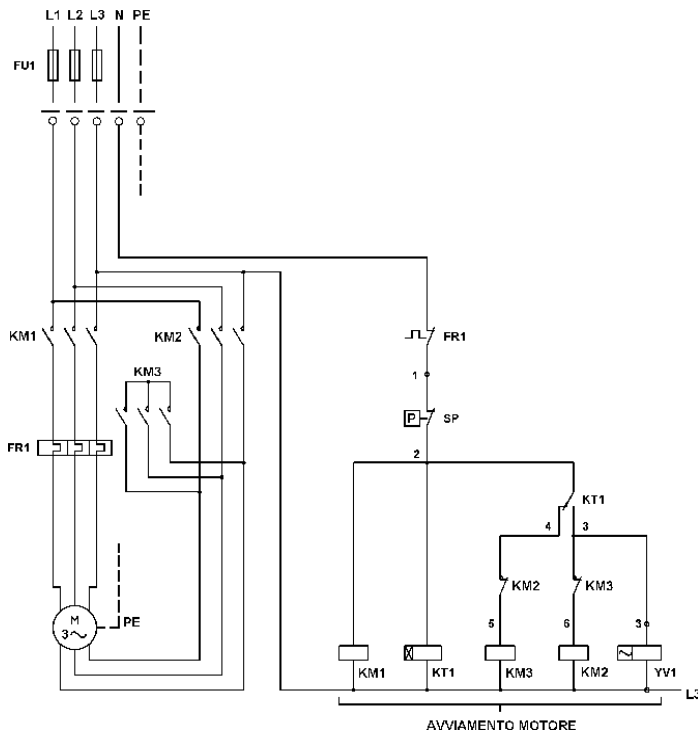 L1 L2 L3 N PE
FU1
KM1
KM2
FR1
KM3
1
P
SP
FR1
2
KT1
4
3
KM2
KM3
M
3
PE
5
6
3
KM1
KT1
KM3
KM2
YV1
L3
AVVIAMENTO MOTORE